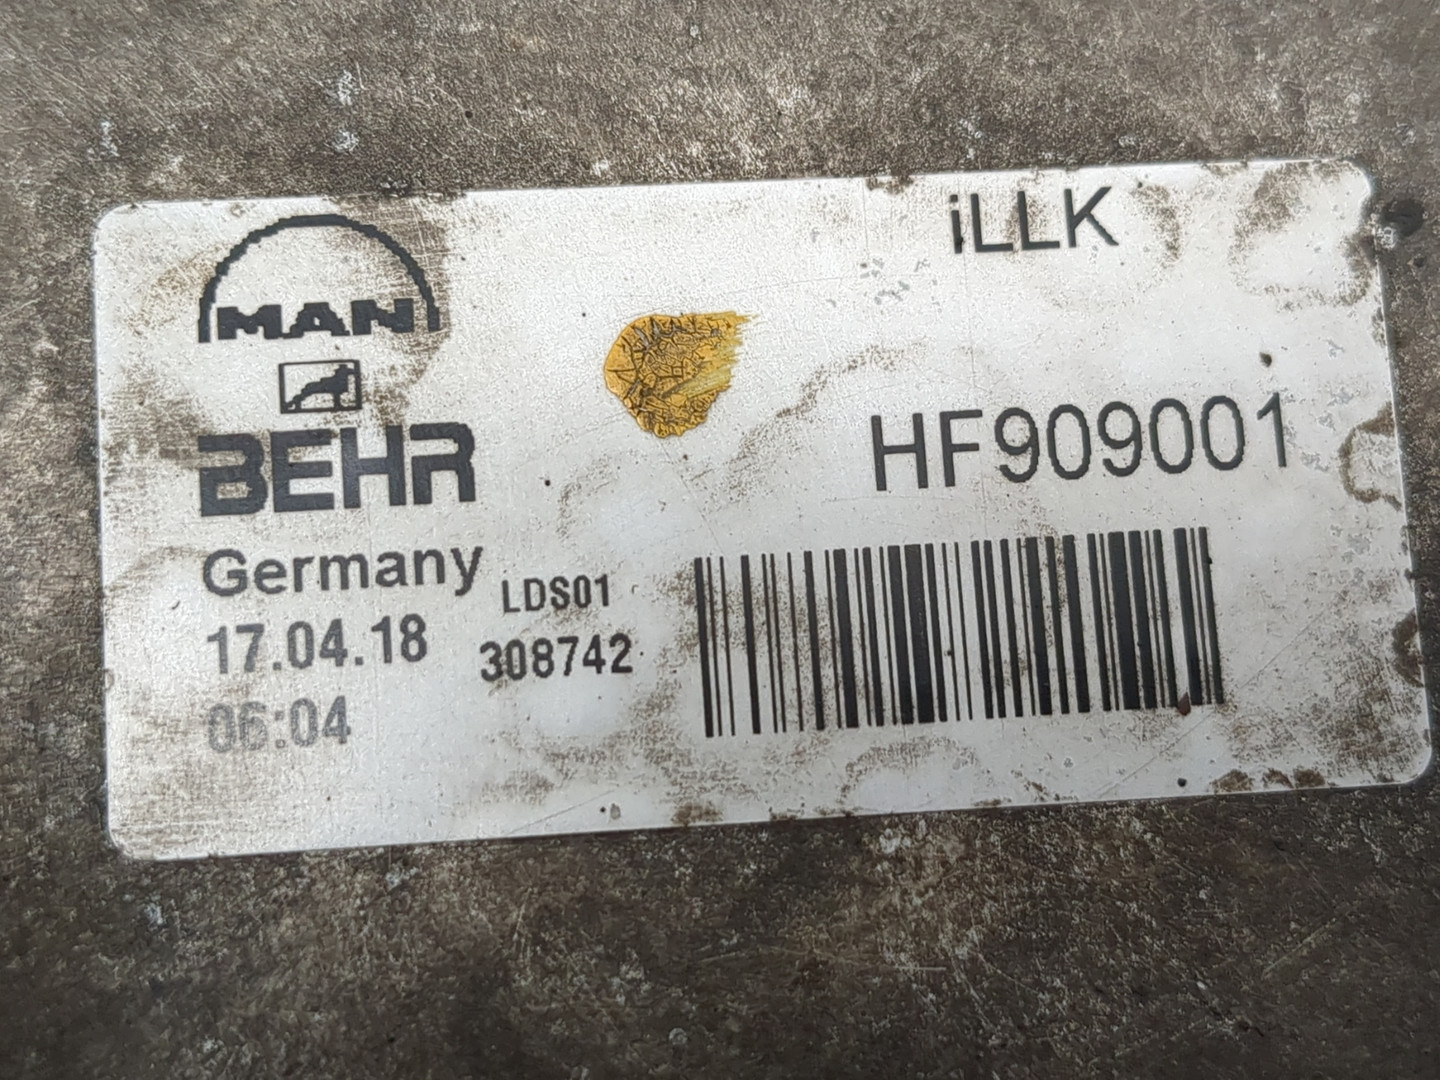 iLLK
MAN
BEHR
HF909001
Germany
LDS01
17.04.18
308742
06:04